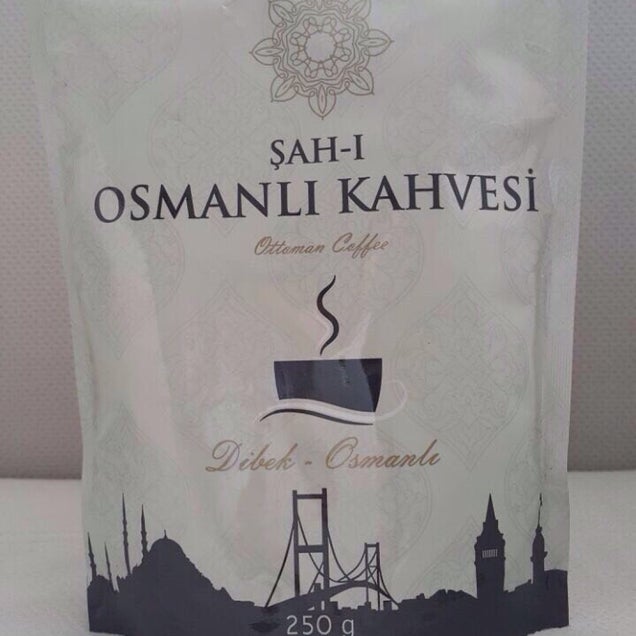 ŞAH-I
OSMANLI KAHVESİ
Ottoman Coffee
Dibek - Osmanlı
250 g